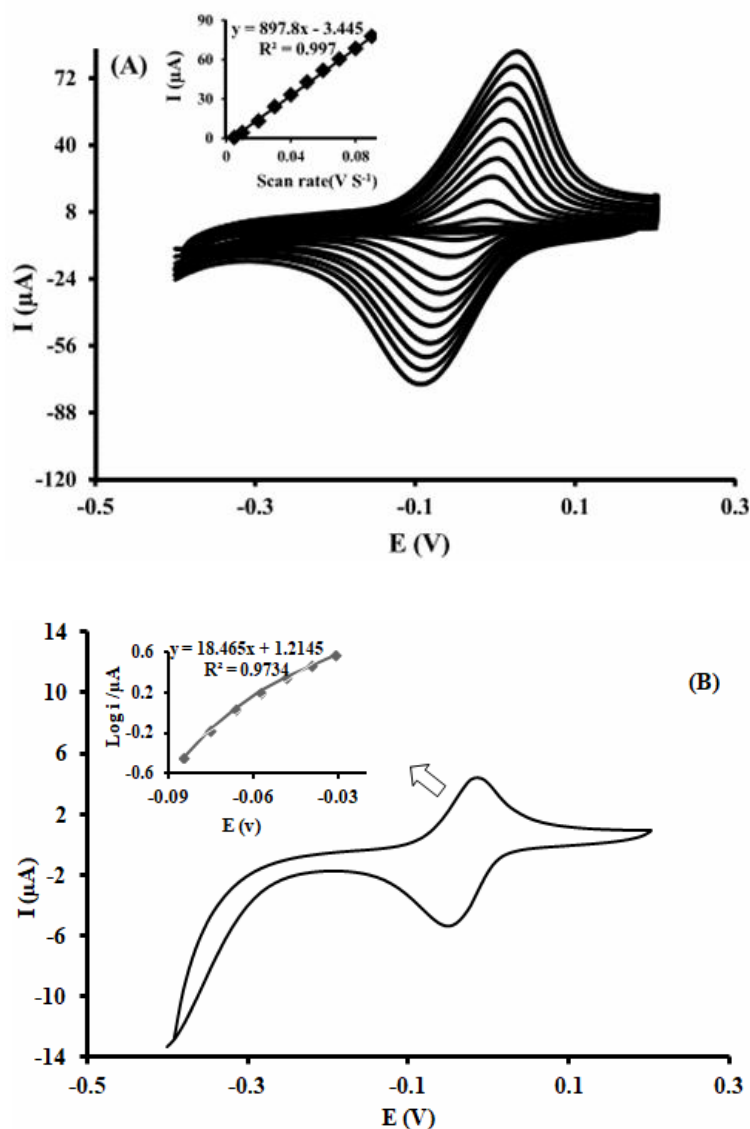 (A)
y = 897.8x - 3.445
R² = 0.997
I (µA)
90
60
30
0
0 0.04 0.08
Scan rate(V S⁻¹)
I (µA)
72
40
8
-24
-56
-88
-120
-0.5 -0.3 -0.1 0.1 0.3
E (V)
(B)
y = 18.465x + 1.2145
R² = 0.9734
Log i /µA
0.6
0.2
-0.2
-0.6
-0.09 -0.06 -0.03
E (v)
I (µA)
14
10
6
2
-2
-6
-10
-14
-0.5 -0.3 -0.1 0.1 0.3
E (V)